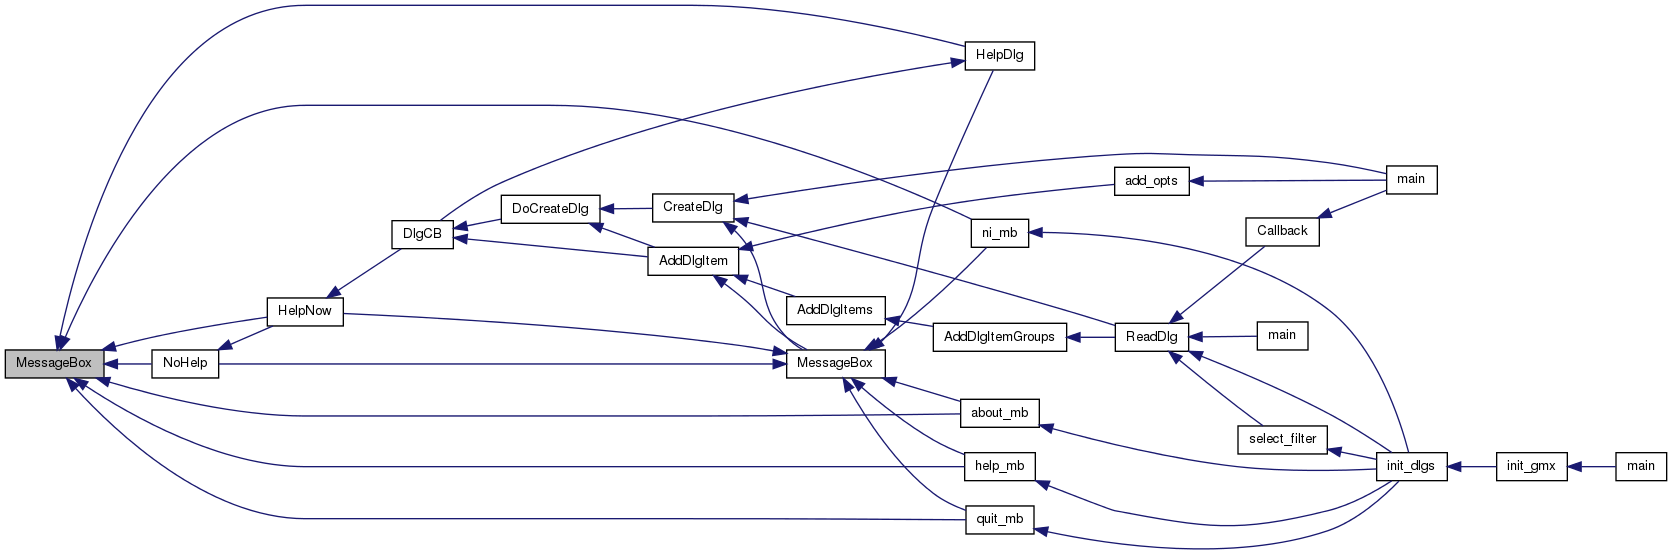 HelpDlg
add_opts
main
DoCreateDlg
CreateDlg
DlgCB
ni_mb
Callback
AddDlgItem
HelpNow
AddDlgItems
AddDlgItemGroups
ReadDlg
main
MessageBox
NoHelp
MessageBox
about_mb
select_filter
help_mb
init_dlgs
init_gmx
main
quit_mb